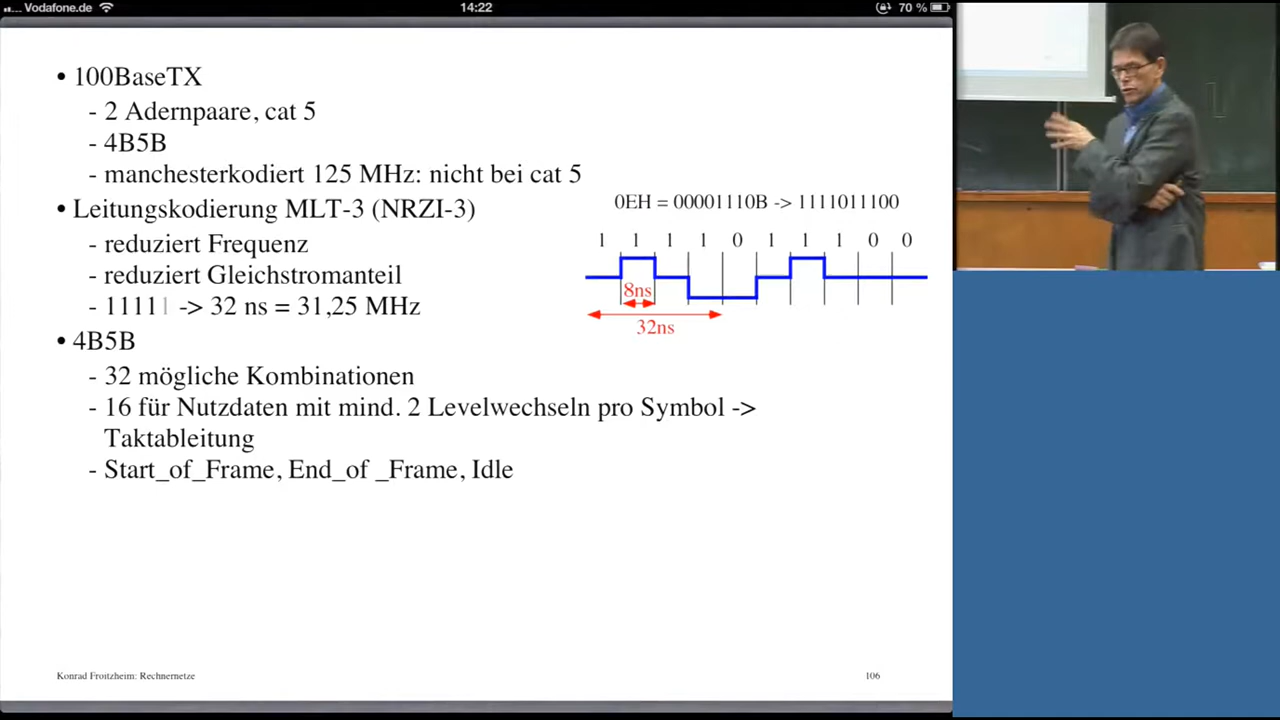 Vodafone.de
14:22
70 %
• 100BaseTX
- 2 Adernpaare, cat 5
- 4B5B
- manchesterkodiert 125 MHz: nicht bei cat 5
• Leitungskodierung MLT-3 (NRZI-3)
- reduziert Frequenz
- reduziert Gleichstromanteil
- 1111 -> 32 ns = 31,25 MHz
• 4B5B
- 32 mögliche Kombinationen
- 16 für Nutzdaten mit mind. 2 Levelwechseln pro Symbol ->
Taktableitung
- Start_of_Frame, End_of _Frame, Idle
0EH = 00001110B -> 1111011100
1 1 1 1 0 1 1 1 0 0
8ns
32ns
Konrad Froitzheim: Rechnernetze
106